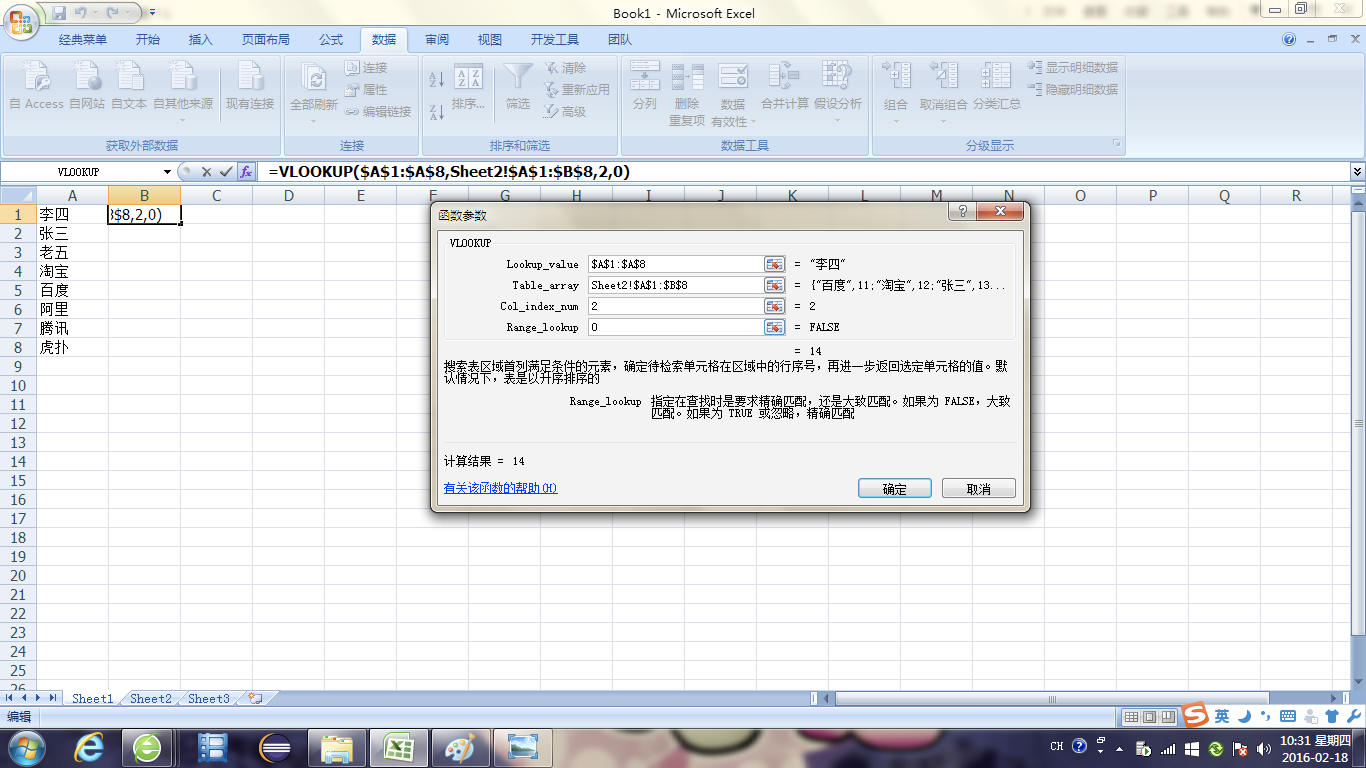 Book1 - Microsoft Excel
经典菜单 开始 插入 页面布局 公式 数据 审阅 视图 开发工具 团队
自 Access 自网站 自文本 自其他来源 现有连接 全部刷新 连接 属性 编辑链接 排序... 筛选 清除 重新应用 高级 分列 删除 重复项 数据 有效性 合并计算 假设分析 组合 取消组合 分类汇总 显示明细数据 隐藏明细数据
获取外部数据 连接 排序和筛选 数据工具 分级显示
VLOOKUP =VLOOKUP($A$1:$A$8,Sheet2!$A$1:$B$8,2,0)
A B C D E F G H I J K L M N O P Q R
1 李四 B$8,2,0)
2 张三
3 老五
4 淘宝
5 百度
6 阿里
7 腾讯
8 虎扑
9
10
11
12
13
14
15
16
17
18
19
20
21
22
23
24
25
26
函数参数
VLOOKUP
Lookup_value $A$1:$A$8 = "李四"
Table_array Sheet2!$A$1:$B$8 = {"百度",11;"淘宝",12;"张三",13...
Col_index_num 2 = 2
Range_lookup 0 = FALSE
= 14
搜索表区域首列满足条件的元素，确定待检索单元格在区域中的行序号，再进一步返回选定单元格的值。默
认情况下，表是以升序排序的
Range_lookup 指定在查找时是要求精确匹配，还是大致匹配。如果为 FALSE，大致
匹配。如果为 TRUE 或忽略，精确匹配
计算结果 = 14
有关该函数的帮助(H) 确定 取消
Sheet1 Sheet2 Sheet3
编辑 英
CH 10:31 星期四
2016-02-18